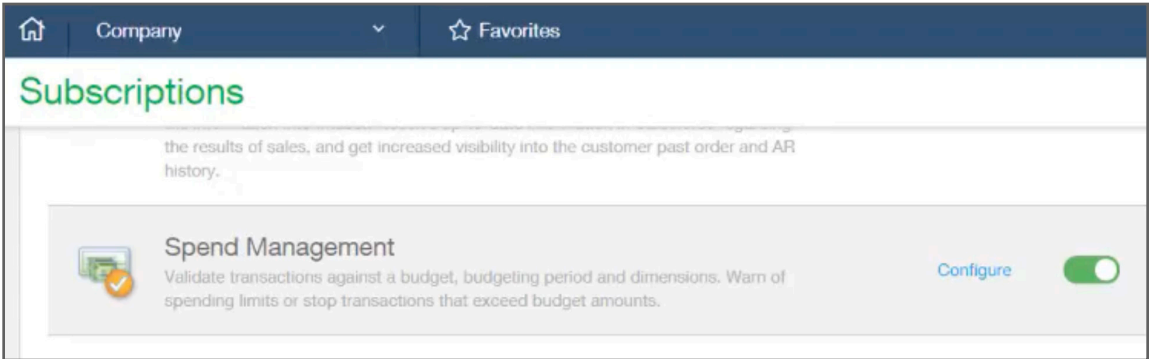 Company
Favorites
Subscriptions
the results of sales, and get increased visibility into the customer past order and AR
history.
Spend Management
Validate transactions against a budget, budgeting period and dimensions. Warn of
spending limits or stop transactions that exceed budget amounts.
Configure